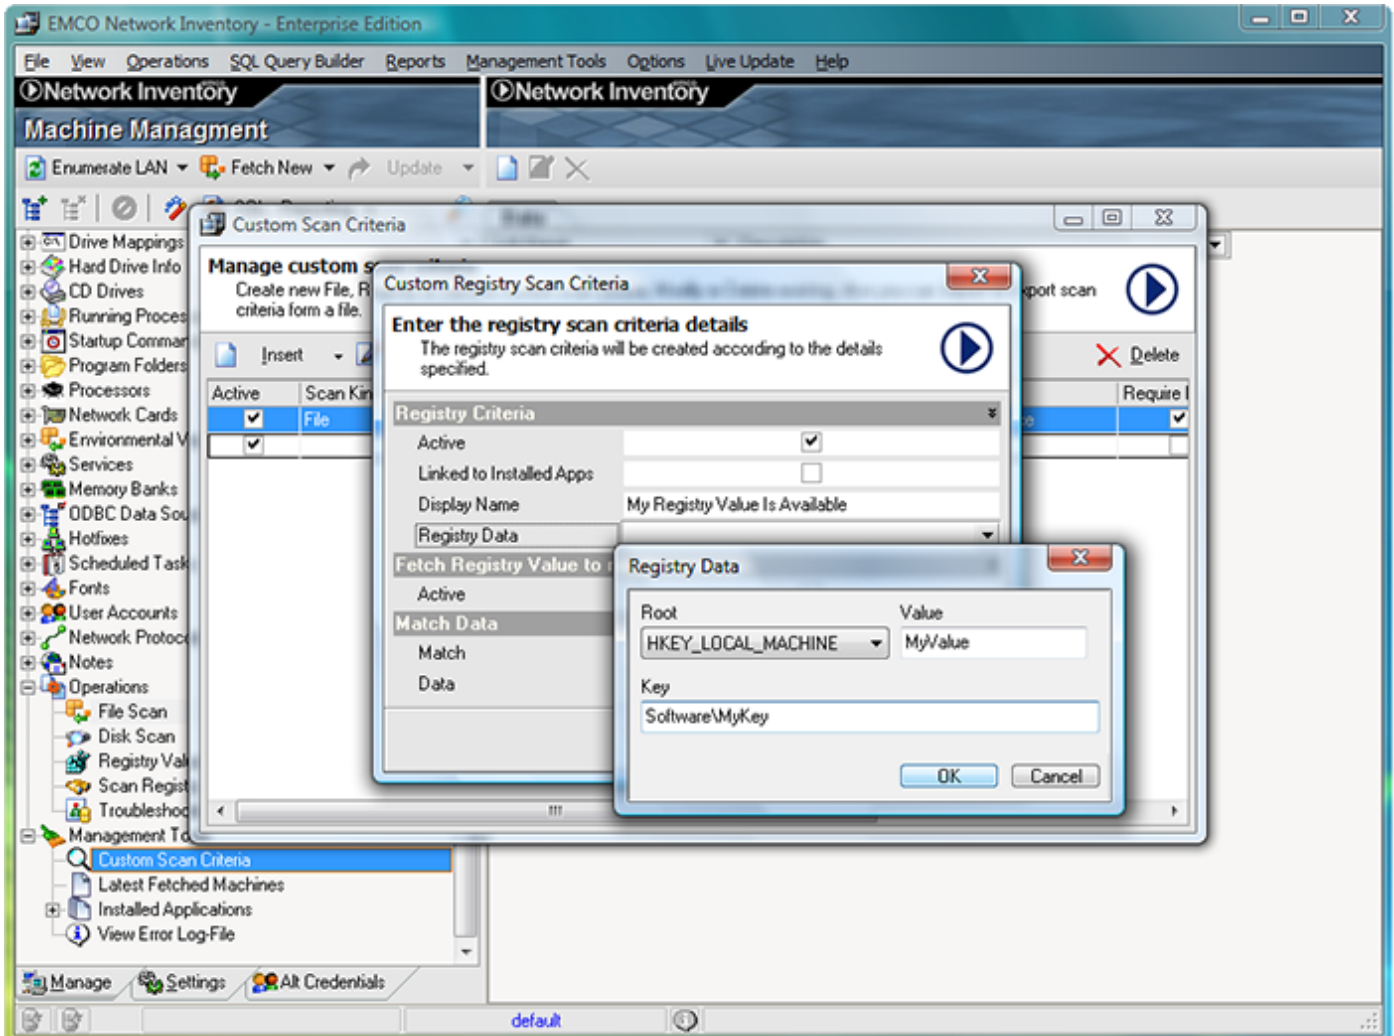 EMCO Network Inventory - Enterprise Edition
File View Operations SQL Query Builder Reports Management Tools Options Live Update Help
Network Inventory
Network Inventory
Machine Managment
Enumerate LAN Fetch New Update
Custom Scan Criteria
Drive Mappings
Hard Drive Info
CD Drives
Running Proces
Startup Comman
Program Folders
Processors
Network Cards
Environmental V
Services
Memory Banks
ODBC Data Sou
Hotfixes
Scheduled Task
Fonts
User Accounts
Network Protoco
Notes
Operations
File Scan
Disk Scan
Registry Val
Scan Regist
Troubleshoo
Management To
Custom Scan Criteria
Latest Fetched Machines
Installed Applications
View Error Log-File
Manage custom s
Create new File, R
xport scan
criteria form a file.
Insert
Delete
Active Scan Kin
Require
File
Custom Registry Scan Criteria
Enter the registry scan criteria details
The registry scan criteria will be created according to the details
specified.
Registry Criteria
Active
Linked to Installed Apps
Display Name My Registry Value Is Available
Registry Data
Fetch Registry Value to
Active
Match Data
Match
Data
Registry Data
Root Value
HKEY_LOCAL_MACHINE MyValue
Key
Software\MyKey
OK Cancel
Manage Settings Alt Credentials
default